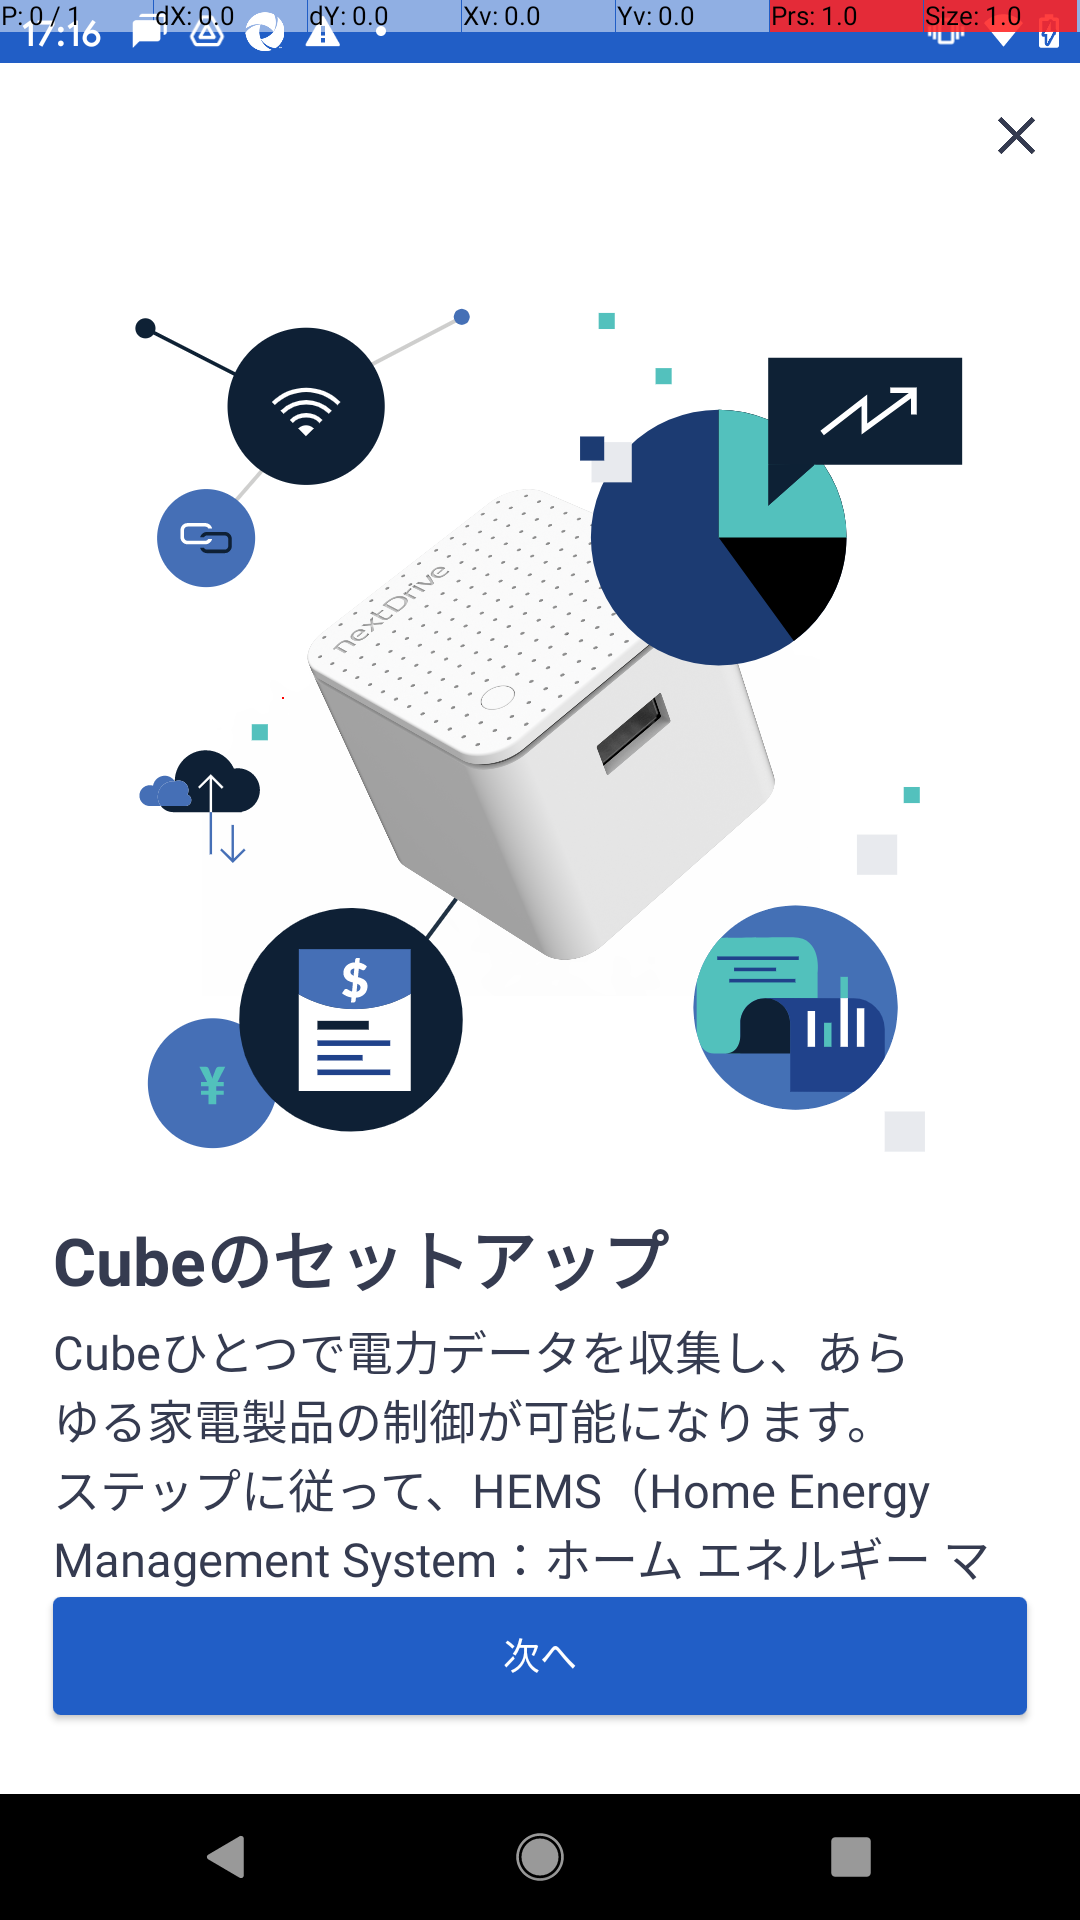 P: 0 / 1 dX: 0.0 dY: 0.0 Xv: 0.0 Yv: 0.0 Prs: 1.0 Size: 1.0
17:16
nextDrive
$
¥
Cubeのセットアップ
Cubeひとつで電力データを収集し、あら
ゆる家電製品の制御が可能になります。
ステップに従って、HEMS（Home Energy
Management System：ホーム エネルギー マ
次へ